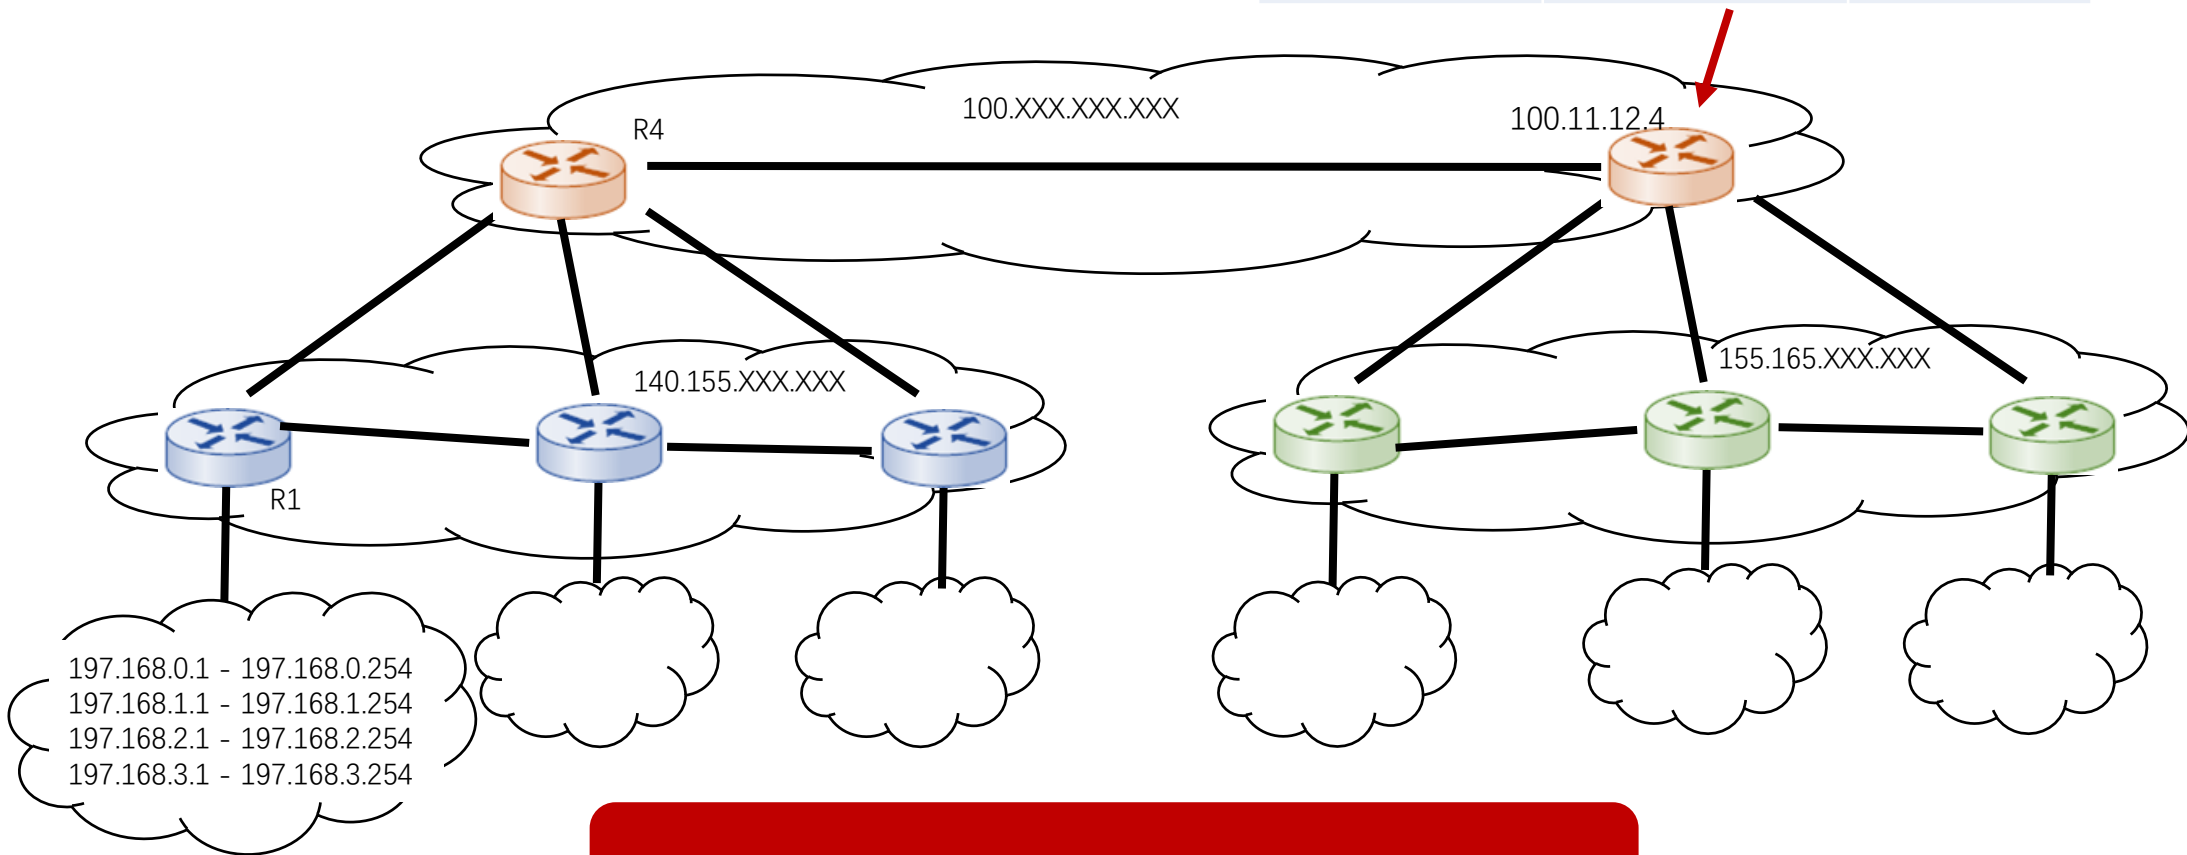 100.XXX.XXX.XXX
100.11.12.4
R4
155.165.XXX.XXX
140.155.XXX.XXX
R1
197.168.0.1 - 197.168.0.254
197.168.1.1 - 197.168.1.254
197.168.2.1 - 197.168.2.254
197.168.3.1 - 197.168.3.254